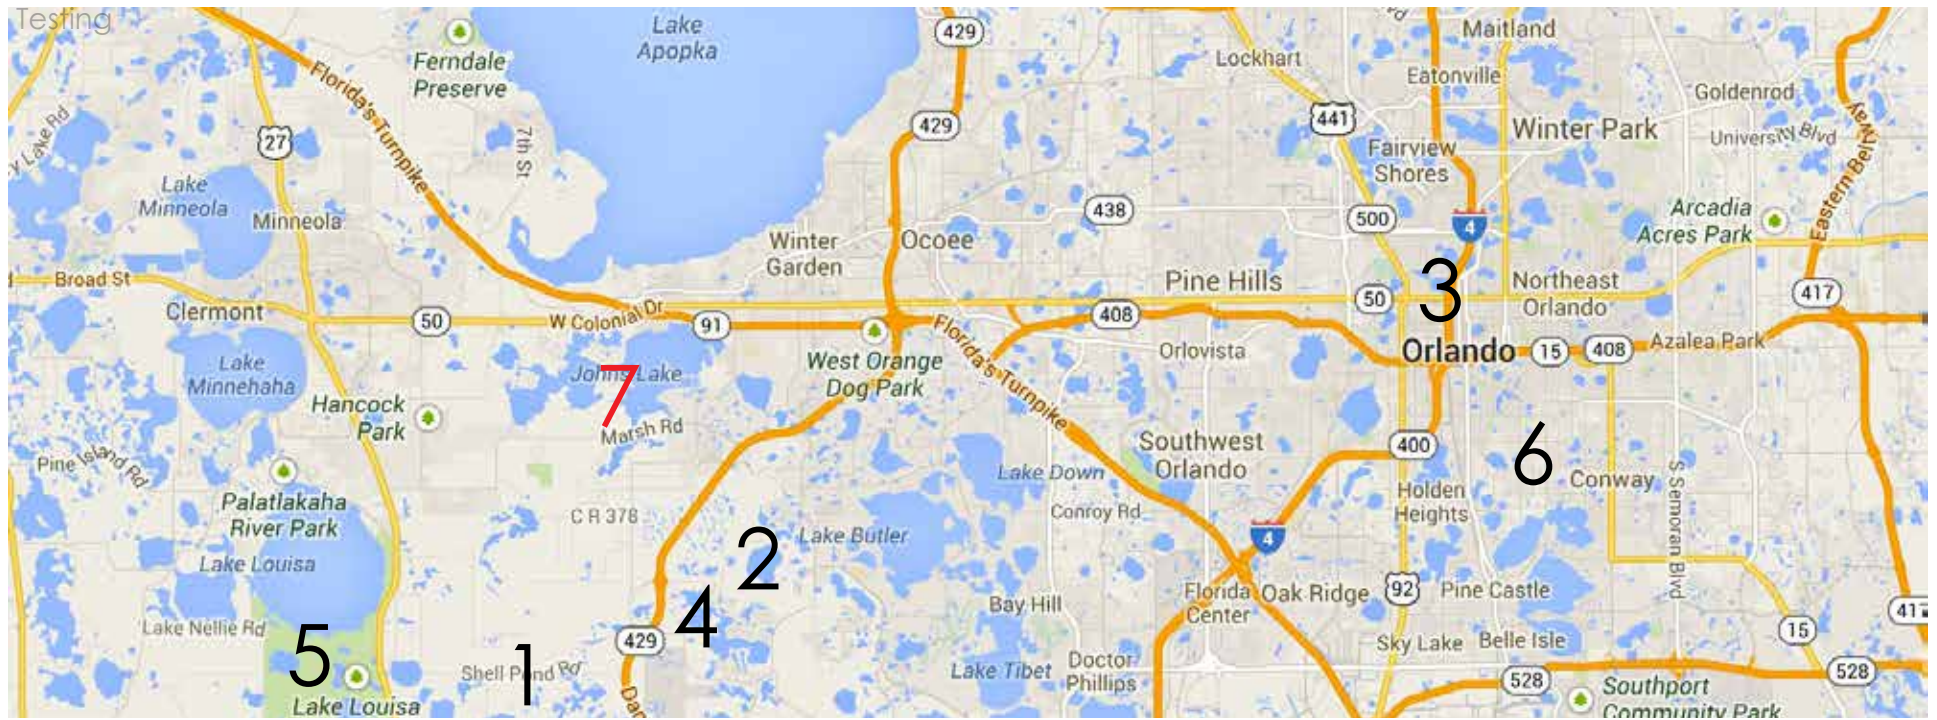 Testing
Lake
Apopka
429
Maitland
Lockhart
Ferndale
Preserve
Eatonville
Goldenrod
Florida's Turnpike
441
429
Winter Park
University Blvd
27
7th St
Fairview
Shores
Eastern Beltway
Lake
Minneola
Minneola
438
500
4
Arcadia
Acres Park
Winter
Garden
Ocoee
Broad St
Pine Hills
50
3
Northeast
Orlando
417
Clermont
50
W Colonial Dr
91
408
Florida's Turnpike
Orlovista
Orlando
15
408
Azalea Park
Lake
Minnehaha
Johns Lake
7
West Orange
Dog Park
Hancock
Park
Marsh Rd
Southwest
Orlando
400
6
Pine Island Rd
Lake Down
Conway
S Semoran Blvd
Palatlakaha
River Park
C R 378
Conroy Rd
Holden
Heights
2
Lake Butler
4
Lake Louisa
Bay Hill
Florida
Center
Oak Ridge
92
Pine Castle
417
Lake Nellie Rd
429
4
15
Sky Lake
Belle Isle
5
Shell Pond Rd
1
Lake Tibet
Doctor
Phillips
528
528
Lake Louisa
Southport
Community Park